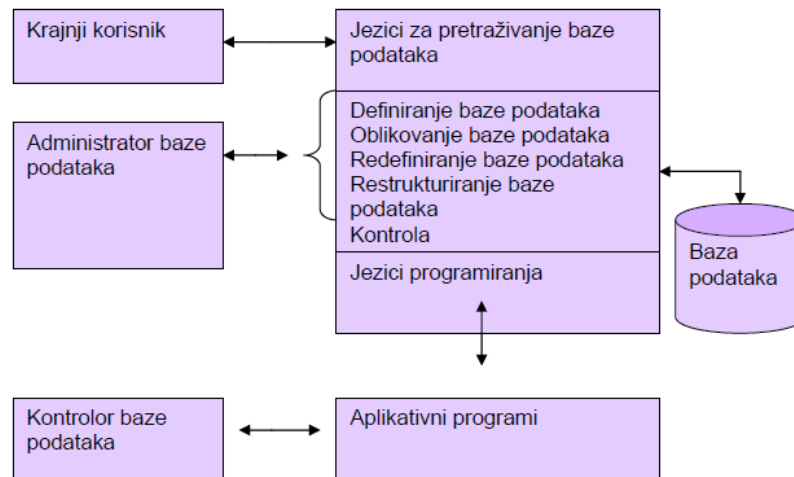 Krajnji korisnik
Jezici za pretraživanje baze
podataka
Administrator baze
podataka
Definiranje baze podataka
Oblikovanje baze podataka
Redefiniranje baze podataka
Restrukturiranje baze
podataka
Kontrola
Baza
podataka
Jezici programiranja
Kontrolor baze
podataka
Aplikativni programi